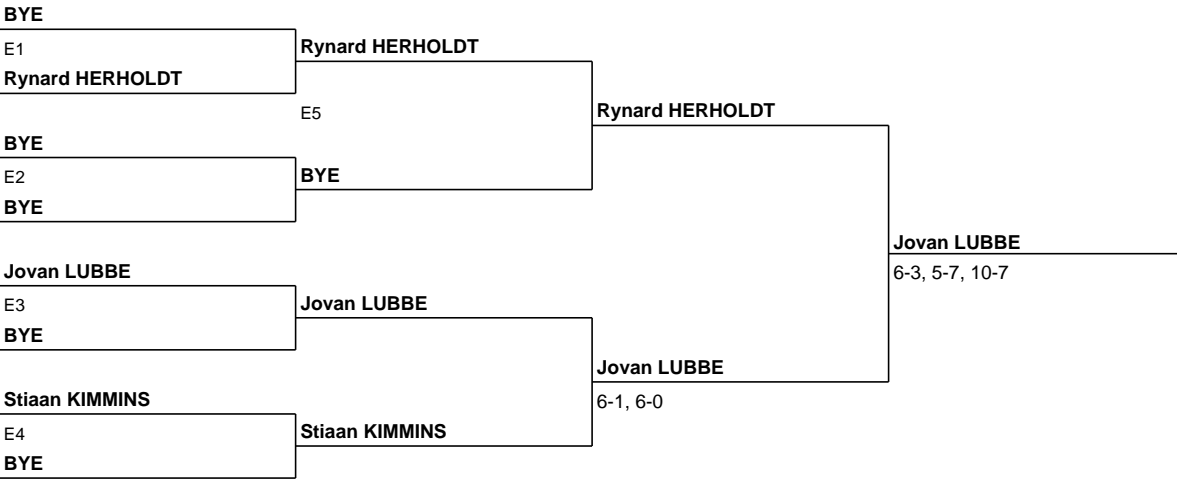 BYE
E1
Rynard HERHOLDT
Rynard HERHOLDT
E5
Rynard HERHOLDT
BYE
E2
BYE
BYE
Jovan LUBBE
6-3, 5-7, 10-7
Jovan LUBBE
E3
BYE
Jovan LUBBE
Jovan LUBBE
6-1, 6-0
Stiaan KIMMINS
E4
BYE
Stiaan KIMMINS